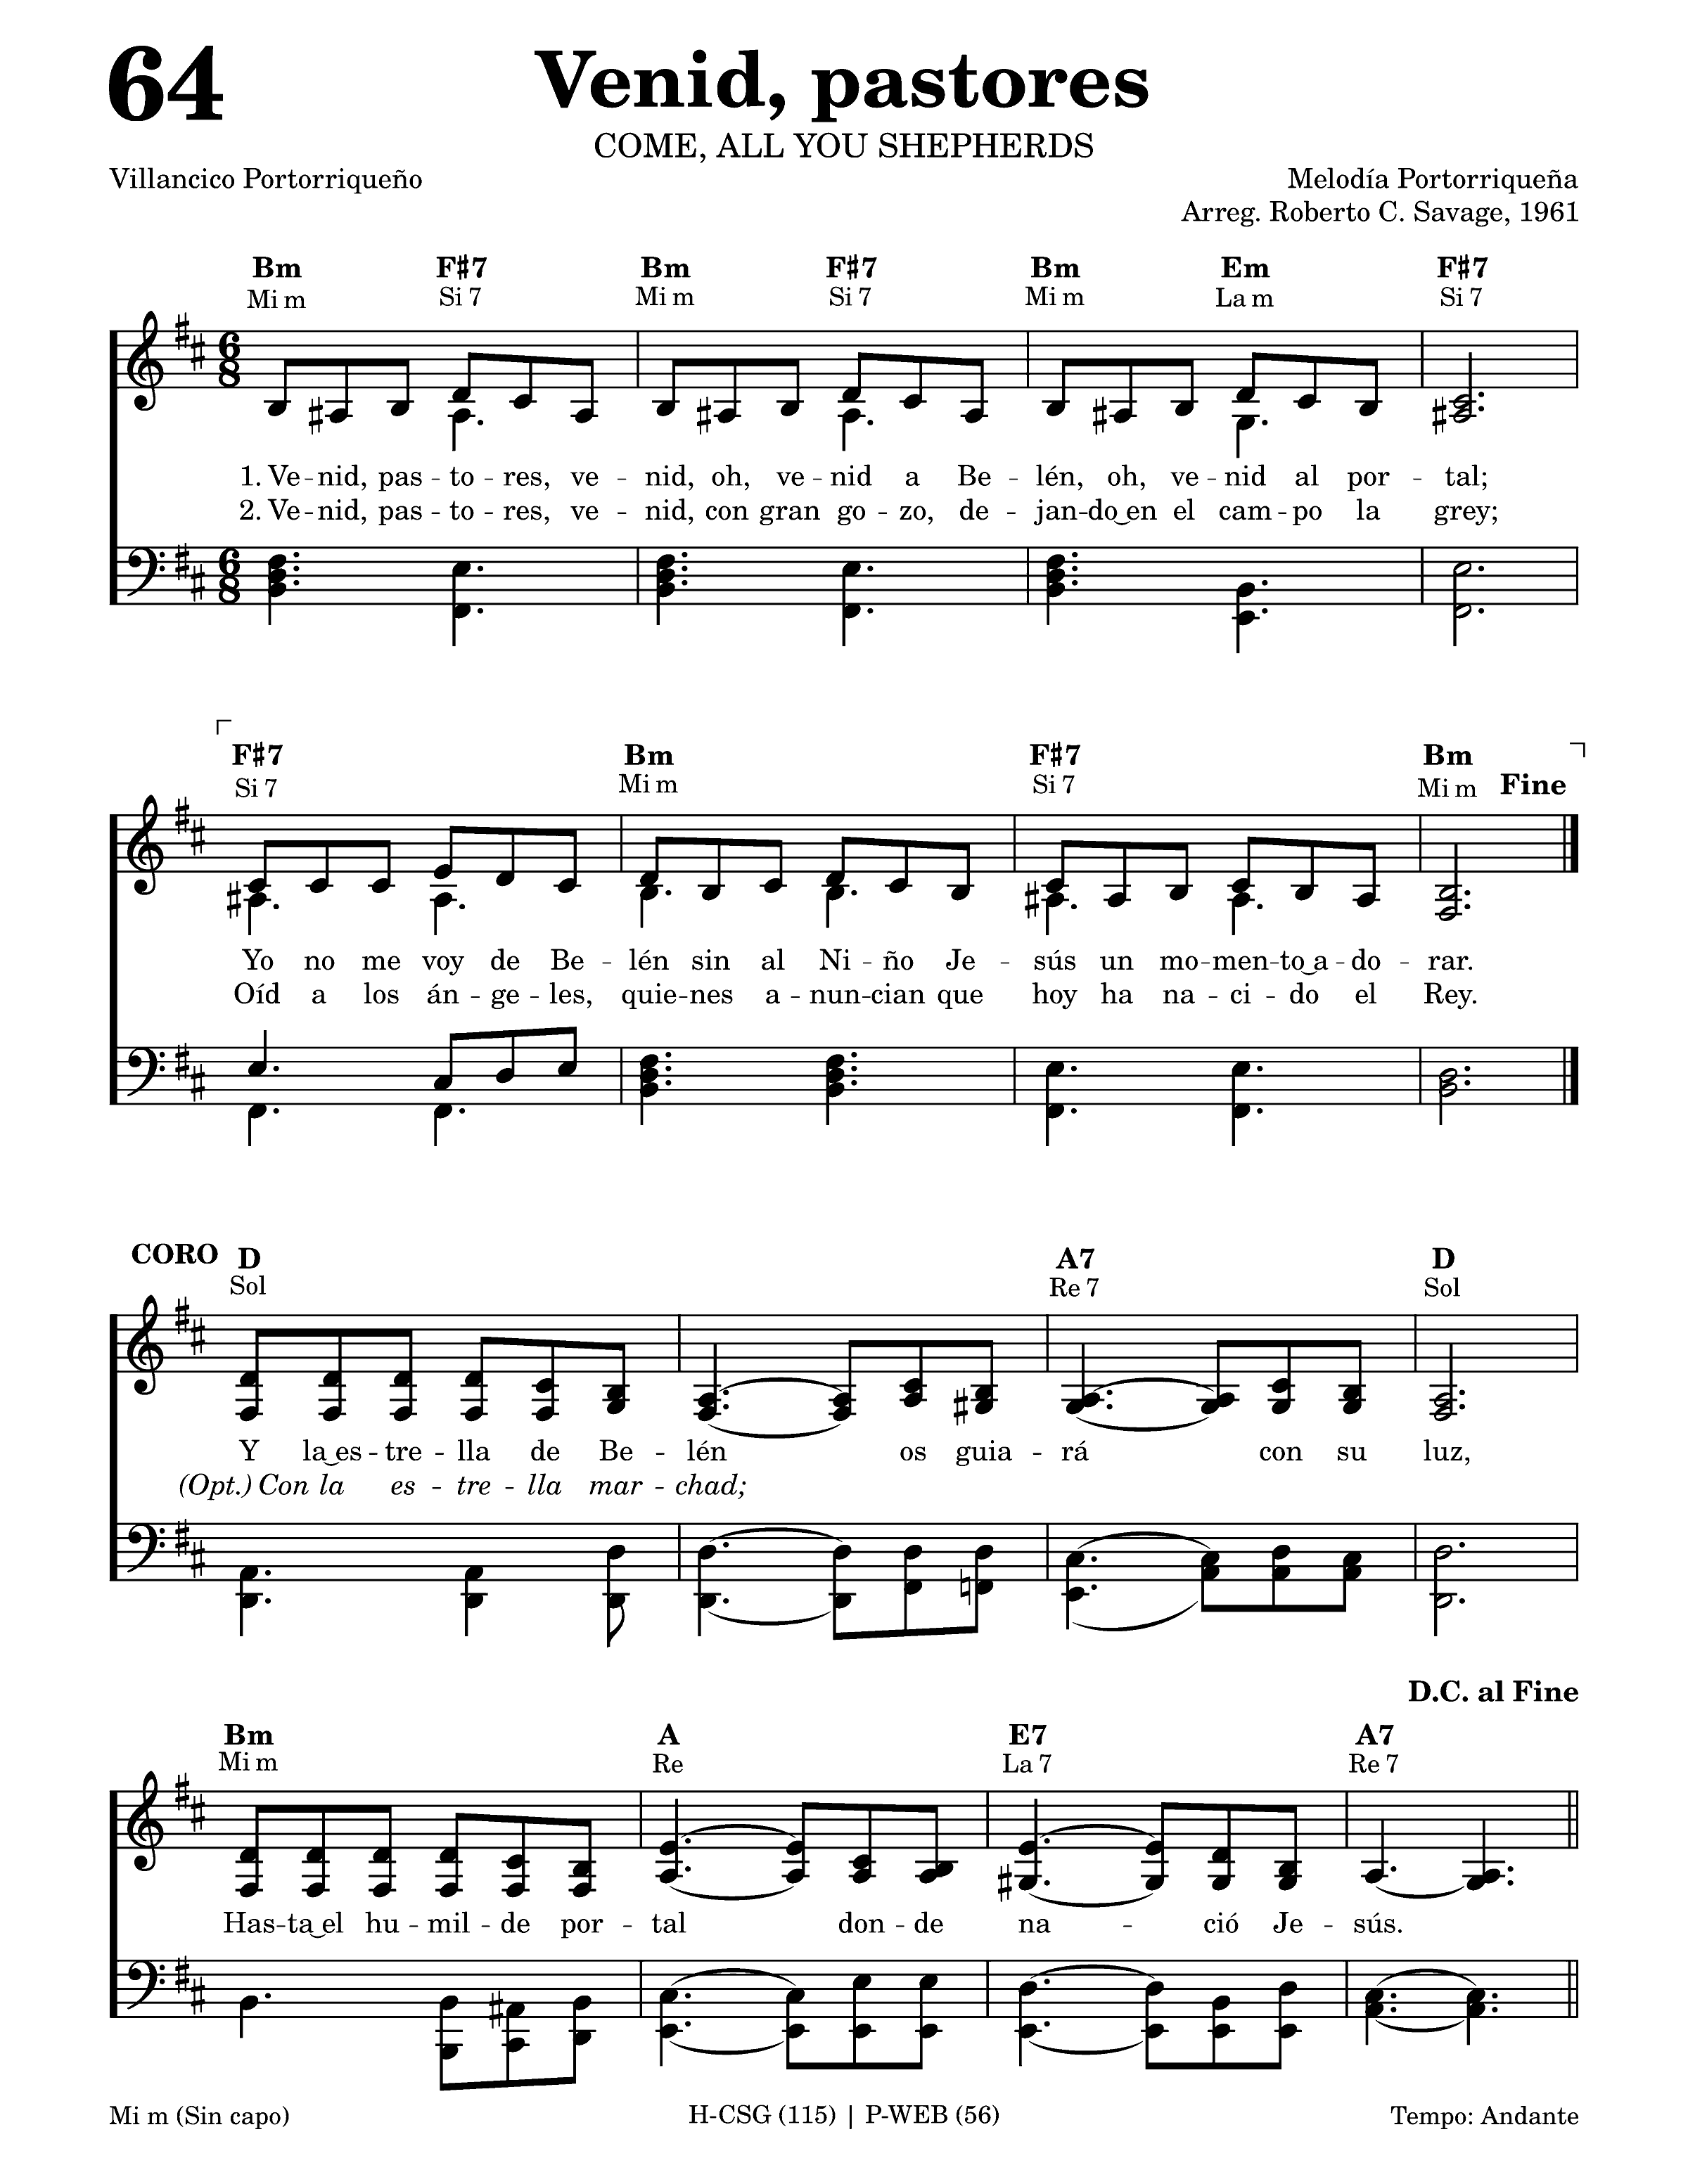 64
Venid, pastores
COME, ALL YOU SHEPHERDS
Villancico Portorriqueño
Melodía Portorriqueña
Arreg. Roberto C. Savage, 1961
Bm F#7 Bm F#7 Bm Em F#7
Mi m Si 7 Mi m Si 7 Mi m La m Si 7
6 8
1. Ve -- nid, pas -- to -- res, ve -- nid, oh, ve -- nid a Be -- lén, oh, ve -- nid al por -- tal;
2. Ve -- nid, pas -- to -- res, ve -- nid, con gran go -- zo, de -- jan -- do‿en el cam -- po la grey;
6 8
F#7 Bm F#7 Bm
Si 7 Mi m Si 7 Mi m Fine
Yo no me voy de Be -- lén sin al Ni -- ño Je -- sús un mo -- men -- to‿a -- do -- rar.
Oíd a los án -- ge -- les, quie -- nes a -- nun -- cian que hoy ha na -- ci -- do el Rey.
CORO D A7 D
Sol Re 7 Sol
Y la‿es -- tre -- lla de Be -- lén os guia -- rá con su luz,
(Opt.) Con la es -- tre -- lla mar -- chad;
D.C. al Fine
Bm A E7 A7
Mi m Re La 7 Re 7
Has -- ta‿el hu -- mil -- de por -- tal don -- de na -- ció Je -- sús.
Mi m (Sin capo)
H-CSG (115) | P-WEB (56)
Tempo: Andante